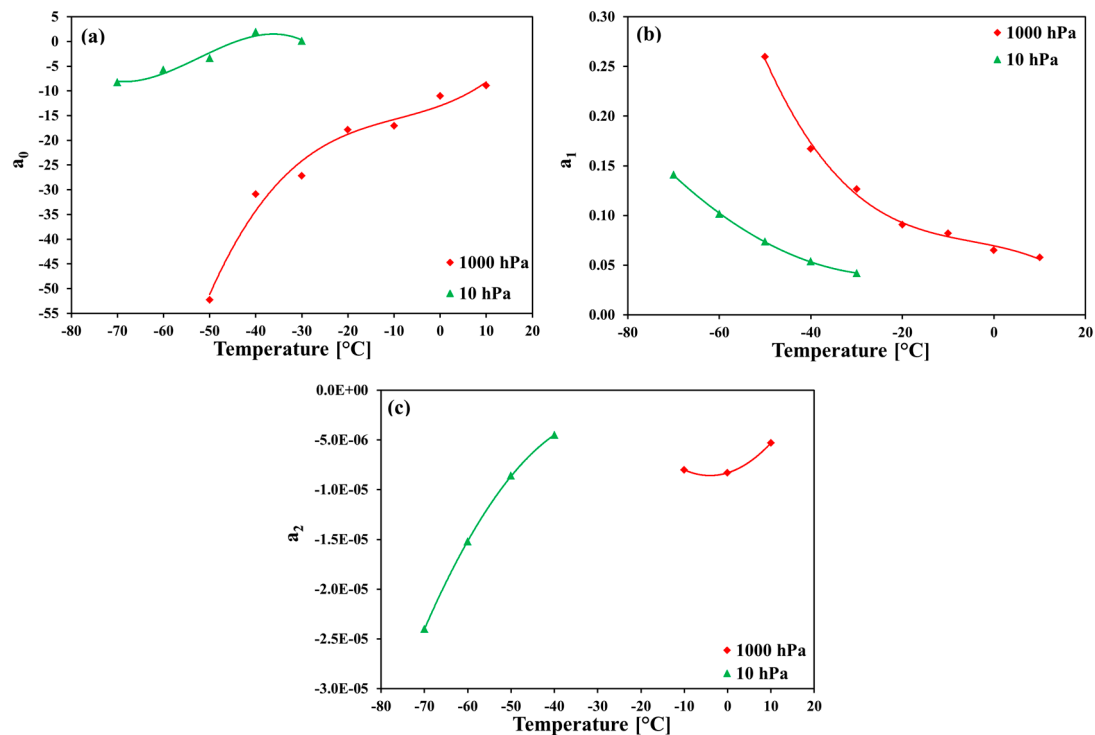 (a)
5
0
-5
-10
-15
-20
-25
-30
-35
-40
-45
-50
-55
a0
-80 -70 -60 -50 -40 -30 -20 -10 0 10 20
Temperature [°C]
1000 hPa
10 hPa
(b)
0.30
0.25
0.20
0.15
0.10
0.05
0.00
a1
-80 -60 -40 -20 0 20
Temperature [°C]
1000 hPa
10 hPa
(c)
0.0E+00
-5.0E-06
-1.0E-05
-1.5E-05
-2.0E-05
-2.5E-05
-3.0E-05
a2
-80 -70 -60 -50 -40 -30 -20 -10 0 10 20
Temperature [°C]
1000 hPa
10 hPa